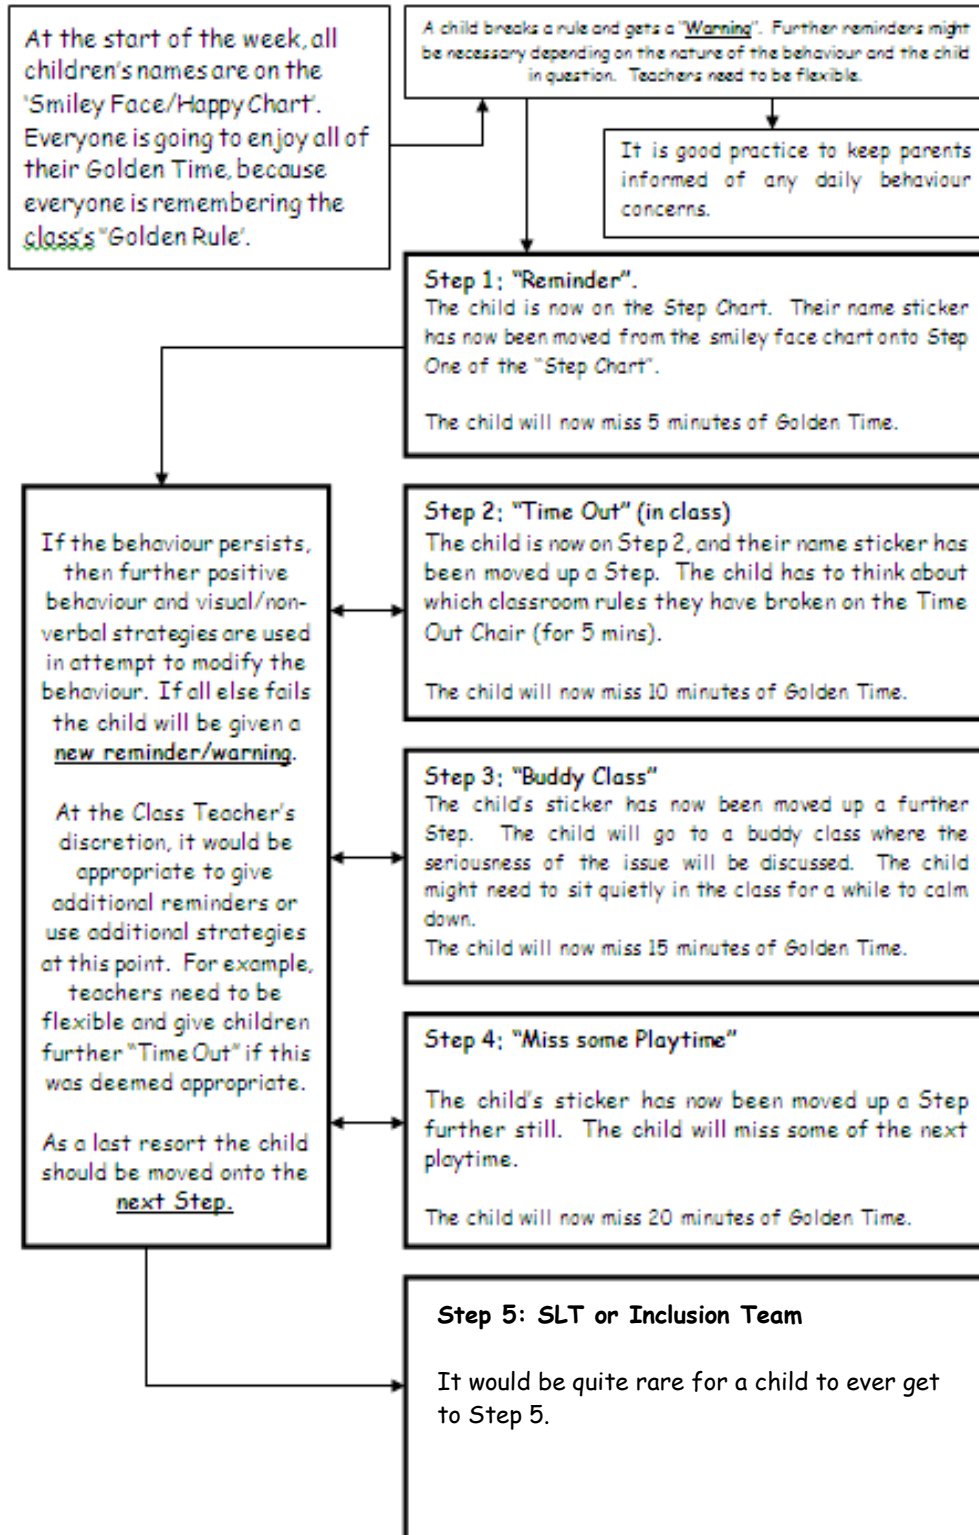 At the start of the week, all
children's names are on the
'Smiley Face/Happy Chart'.
Everyone is going to enjoy all of
their Golden Time, because
everyone is remembering the
class's "Golden Rule'.
A child breaks a rule and gets a "Warning". Further reminders might
be necessary depending on the nature of the behaviour and the child
in question. Teachers need to be flexible.
It is good practice to keep parents
informed of any daily behaviour
concerns.
Step 1: "Reminder".
The child is now on the Step Chart. Their name sticker
has now been moved from the smiley face chart onto Step
One of the "Step Chart".
The child will now miss 5 minutes of Golden Time.
If the behaviour persists,
then further positive
behaviour and visual/non-
verbal strategies are used
in attempt to modify the
behaviour. If all else fails
the child will be given a
new reminder/warning.
At the Class Teacher's
discretion, it would be
appropriate to give
additional reminders or
use additional strategies
at this point. For example,
teachers need to be
flexible and give children
further "Time Out" if this
was deemed appropriate.
As a last resort the child
should be moved onto the
next Step.
Step 2: "Time Out" (in class)
The child is now on Step 2, and their name sticker has
been moved up a Step. The child has to think about
which classroom rules they have broken on the Time
Out Chair (for 5 mins).
The child will now miss 10 minutes of Golden Time.
Step 3: "Buddy Class"
The child's sticker has now been moved up a further
Step. The child will go to a buddy class where the
seriousness of the issue will be discussed. The child
might need to sit quietly in the class for a while to calm
down.
The child will now miss 15 minutes of Golden Time.
Step 4: "Miss some Playtime"
The child's sticker has now been moved up a Step
further still. The child will miss some of the next
playtime.
The child will now miss 20 minutes of Golden Time.
Step 5: SLT or Inclusion Team
It would be quite rare for a child to ever get
to Step 5.